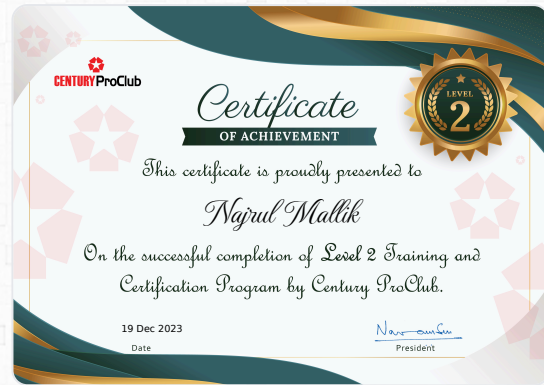 CENTURY ProClub
Certificate
OF ACHIEVEMENT
LEVEL
2
This certificate is proudly presented to
Najrul Mallik
On the successful completion of Level 2 Training and
Certification Program by Century ProClub.
19 Dec 2023
Date
President